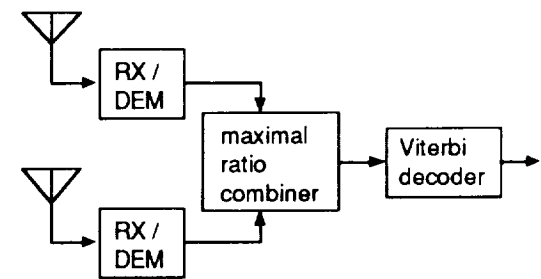 RX /
DEM
maximal
ratio
combiner
Viterbi
decoder
RX /
DEM